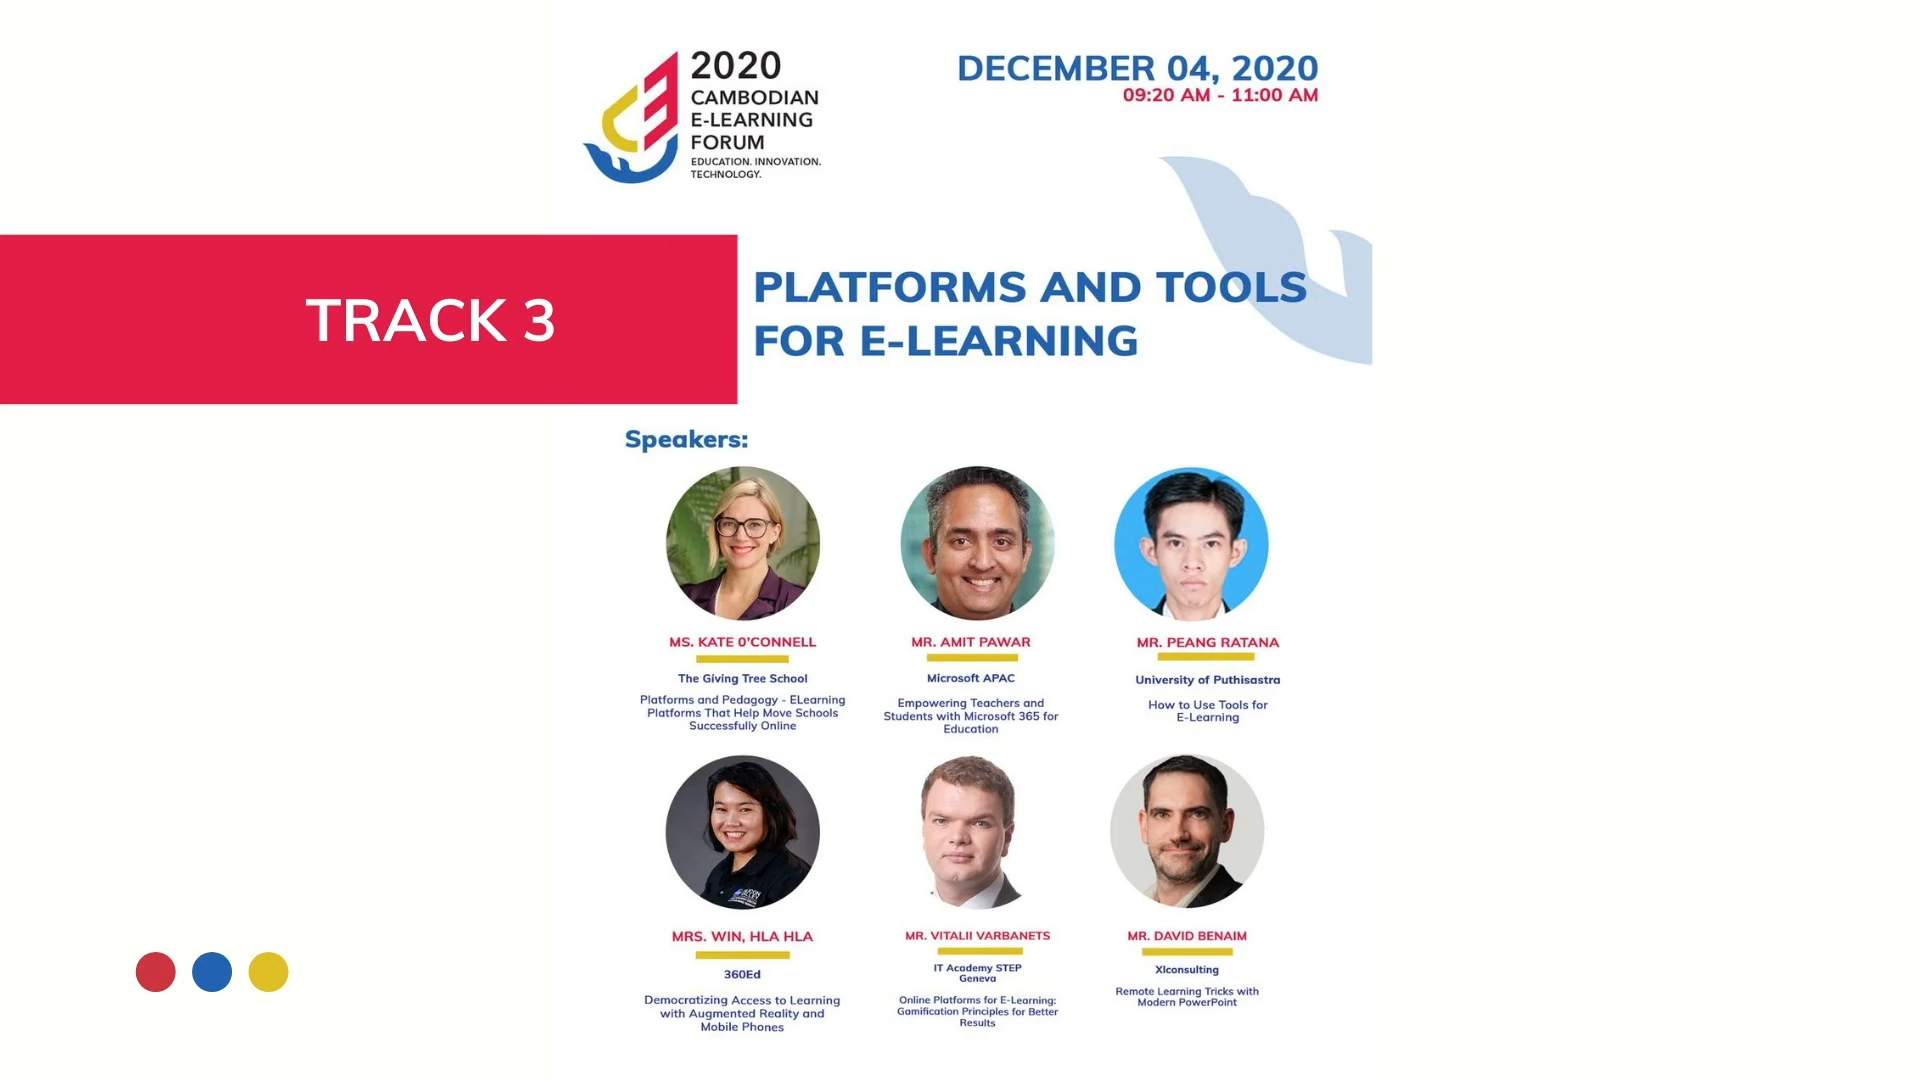 2020
CAMBODIAN
E-LEARNING
FORUM
EDUCATION. INNOVATION.
TECHNOLOGY.
DECEMBER 04, 2020
09:20 AM - 11:00 AM
TRACK 3
PLATFORMS AND TOOLS
FOR E-LEARNING
Speakers:
MS. KATE O'CONNELL
The Giving Tree School
Platforms and Pedagogy - ELearning
Platforms That Help Move Schools
Successfully Online
MR. AMIT PAWAR
Microsoft APAC
Empowering Teachers and
Students with Microsoft 365 for
Education
MR. PEANG RATANA
University of Puthisastra
How to Use Tools for
E-Learning
MRS. WIN, HLA HLA
360Ed
Democratizing Access to Learning
with Augmented Reality and
Mobile Phones
MR. VITALII VARBANETS
IT Academy STEP
Geneva
Online Platforms for E-Learning:
Gamification Principles for Better
Results
MR. DAVID BENAIM
Xlconsulting
Remote Learning Tricks with
Modern PowerPoint